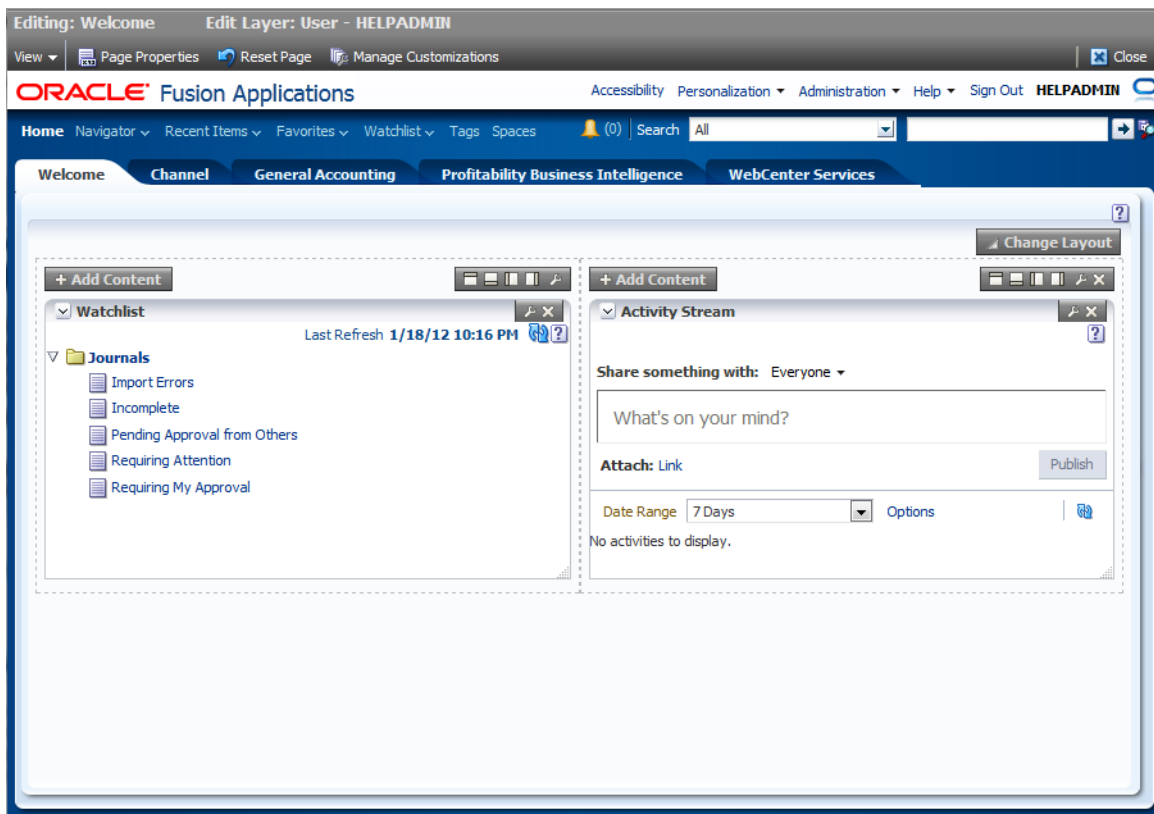 Editing: Welcome Edit Layer: User - HELPADMIN
View Page Properties Reset Page Manage Customizations Close
ORACLE Fusion Applications Accessibility Personalization Administration Help Sign Out HELPADMIN
Home Navigator Recent Items Favorites Watchlist Tags Spaces (0) Search All
Welcome Channel General Accounting Profitability Business Intelligence WebCenter Services
?
Change Layout
+ Add Content + Add Content
Watchlist Activity Stream
Last Refresh 1/18/12 10:16 PM ? ?
Journals
Share something with: Everyone
Import Errors
Incomplete What's on your mind?
Pending Approval from Others
Requiring Attention Attach: Link Publish
Requiring My Approval
Date Range 7 Days Options
No activities to display.